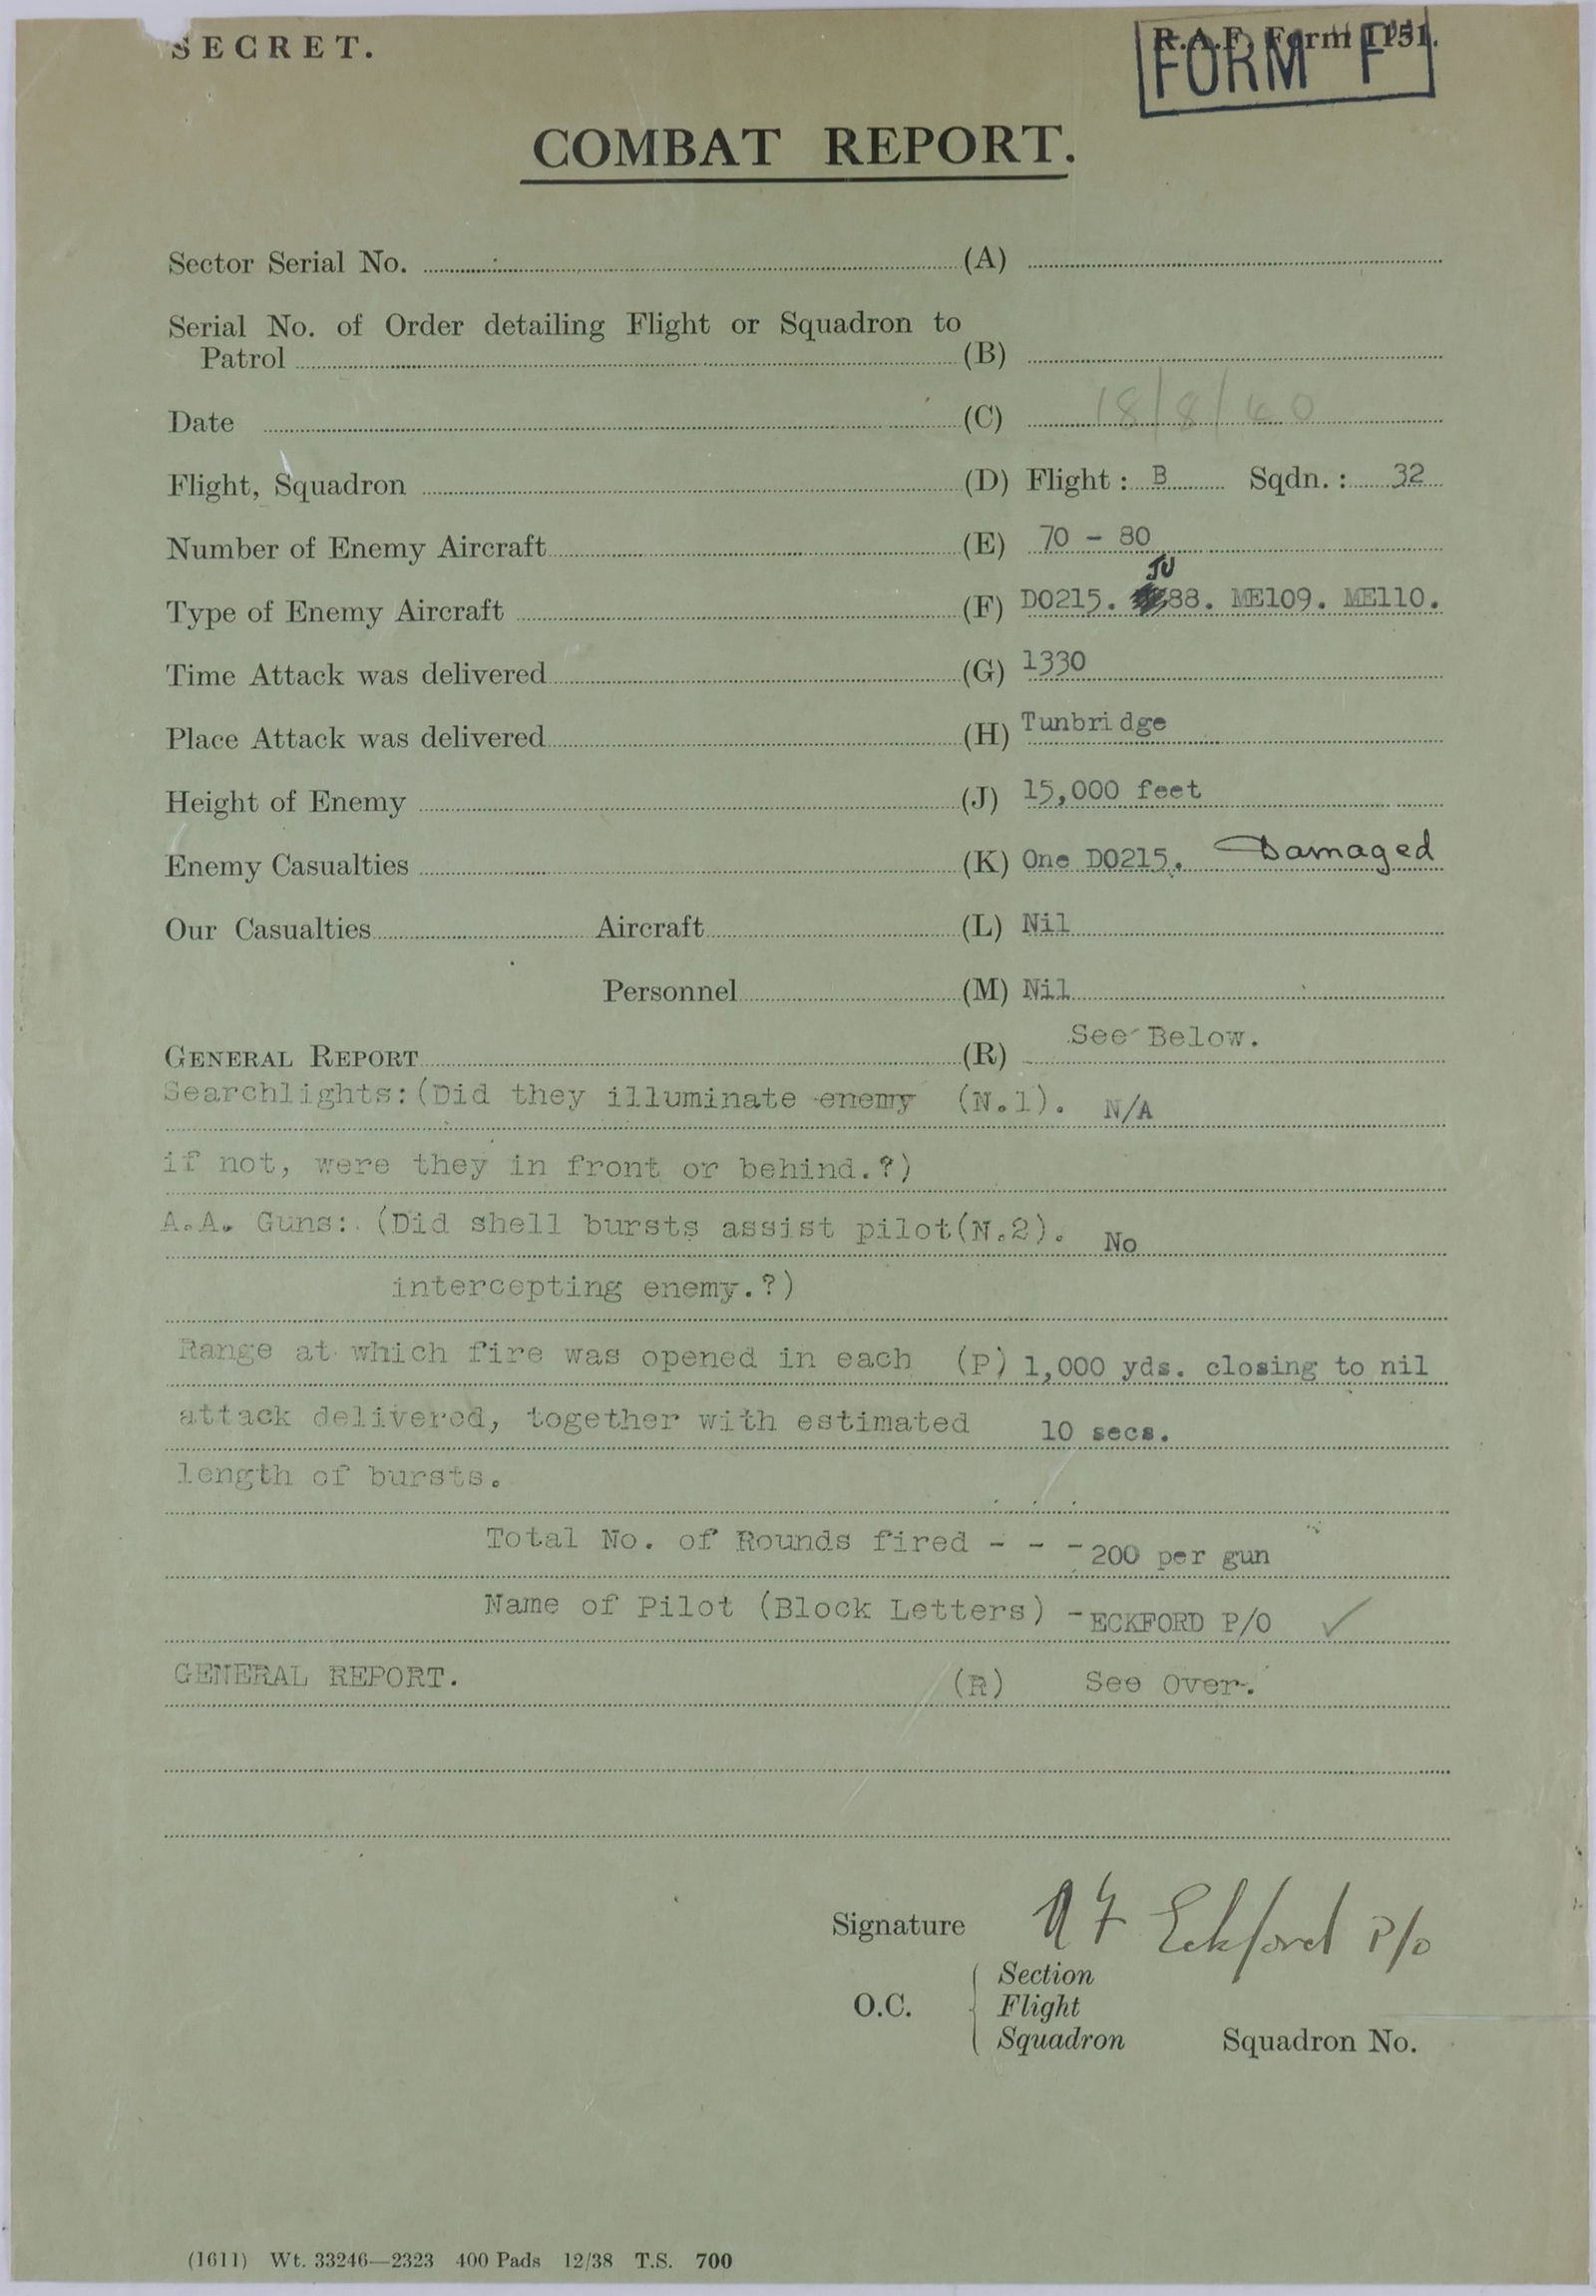 SECRET.
R.A.F. Form 1151.
FORM "F"
COMBAT REPORT.
Sector Serial No. (A)
Serial No. of Order detailing Flight or Squadron to
Patrol (B)
Date (C) 18/8/40
Flight, Squadron (D) Flight: B Sqdn.: 32
Number of Enemy Aircraft (E) 70 - 80
JU
Type of Enemy Aircraft (F) DO215. 88. ME109. ME110.
Time Attack was delivered (G) 1330
Place Attack was delivered (H) Tunbridge
Height of Enemy (J) 15,000 feet
Enemy Casualties (K) One DO215. Damaged
Our Casualties Aircraft (L) Nil
Personnel (M) Nil
GENERAL REPORT (R) See Below.
Searchlights:(Did they illuminate enemy (N.1). N/A
if not, were they in front or behind.?)
A.A. Guns:. (Did shell bursts assist pilot(N.2). No
intercepting enemy.?)
Range at which fire was opened in each (P) 1,000 yds. closing to nil
attack delivered, together with estimated 10 secs.
length of bursts.
Total No. of Rounds fired - - - 200 per gun
Name of Pilot (Block Letters) - ECKFORD P/O ✓
GENERAL REPORT. (R) See Over.
Signature A F Eckford P/O
Section
O.C. Flight
Squadron Squadron No.
(1611) Wt. 33246—2323 400 Pads 12/38 T.S. 700